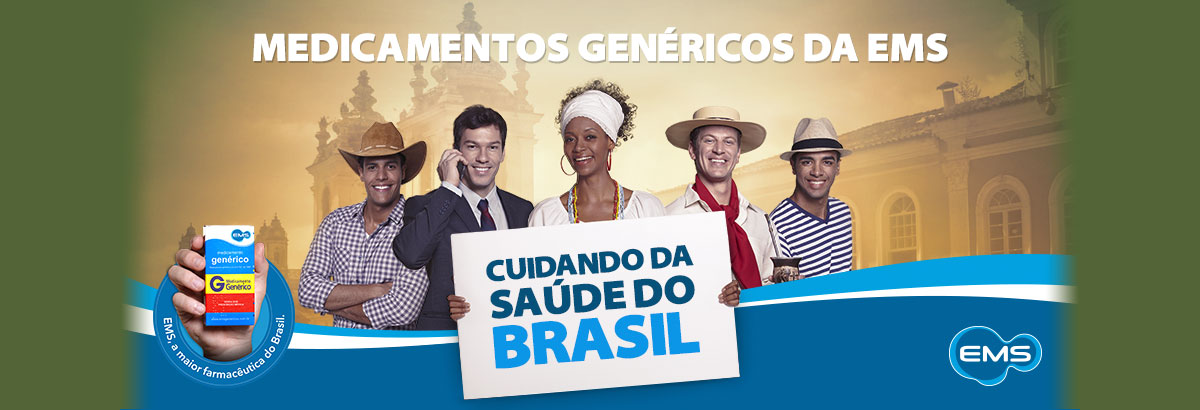 MEDICAMENTOS GENÉRICOS DA EMS
CUIDANDO DA
SAÚDE DO
BRASIL
EMS
medicamento
genérico
G Medicamento
Genérico
EMS, a maior farmacêutica do Brasil.
EMS